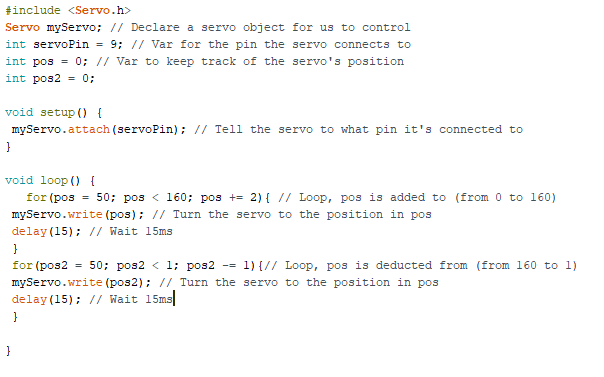 #include <Servo.h>
Servo myServo; // Declare a servo object for us to control
int servoPin = 9; // Var for the pin the servo connects to
int pos = 0; // Var to keep track of the servo's position
int pos2 = 0;
void setup() {
myServo.attach(servoPin); // Tell the servo to what pin it's connected to
}
void loop() {
for(pos = 50; pos < 160; pos += 2){ // Loop, pos is added to (from 0 to 160)
myServo.write(pos); // Turn the servo to the position in pos
delay(15); // Wait 15ms
}
for(pos2 = 50; pos2 < 1; pos2 -= 1){// Loop, pos is deducted from (from 160 to 1)
myServo.write(pos2); // Turn the servo to the position in pos
delay(15); // Wait 15ms
}
}